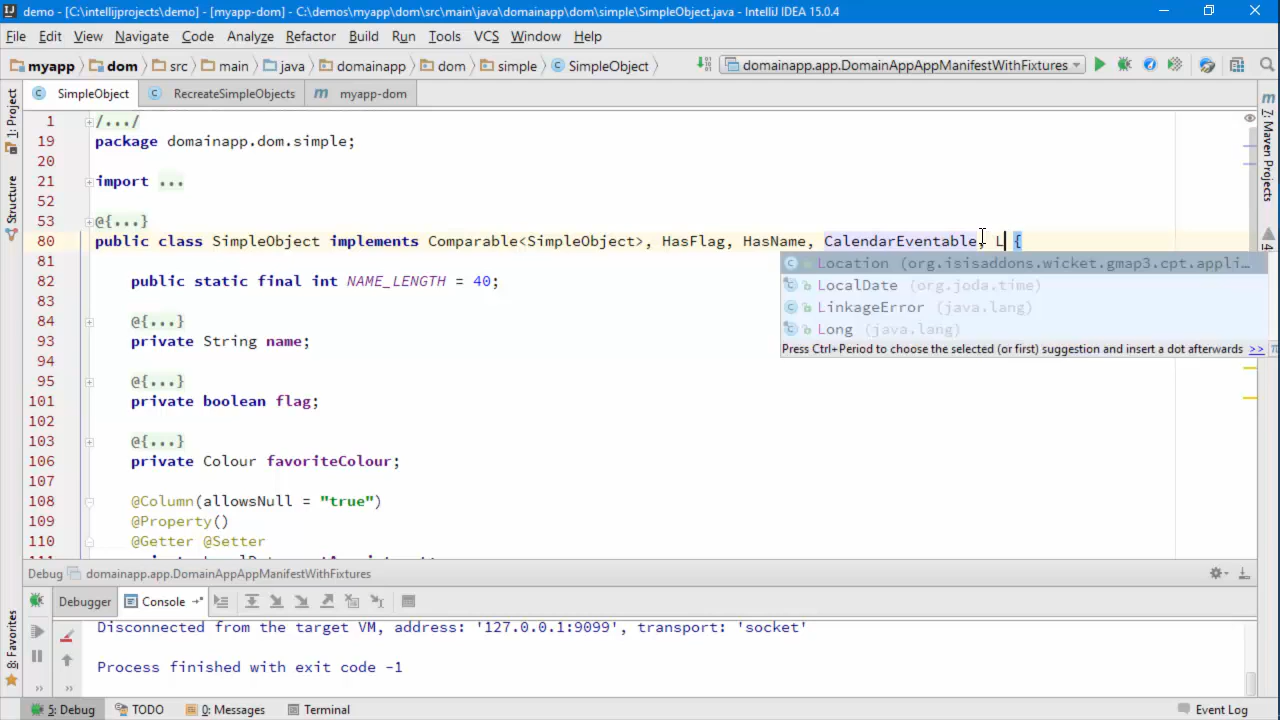 demo - [C:\intellijprojects\demo] - [myapp-dom] - C:\demos\myapp\dom\src\main\java\domainapp\dom\simple\SimpleObject.java - IntelliJ IDEA 15.0.4
File Edit View Navigate Code Analyze Refactor Build Run Tools VCS Window Help
myapp dom src main java domainapp dom simple SimpleObject domainapp.app.DomainAppAppManifestWithFixtures
SimpleObject RecreateSimpleObjects myapp-dom
1: Project
Structure
8: Favorites
Maven Projects
1 /.../
19 package domainapp.dom.simple;
20
21 import ...
52
53 @{...}
80 public class SimpleObject implements Comparable<SimpleObject>, HasFlag, HasName, CalendarEventable, L {
81
82 public static final int NAME_LENGTH = 40;
83
84 @{...}
93 private String name;
94
95 @{...}
101 private boolean flag;
102
103 @{...}
106 private Colour favoriteColour;
107
108 @Column(allowsNull = "true")
109 @Property()
110 @Getter @Setter
Location (org.isisaddons.wicket.gmap3.cpt.appli...
LocalDate (org.joda.time)
LinkageError (java.lang)
Long (java.lang)
Press Ctrl+Period to choose the selected (or first) suggestion and insert a dot afterwards >>
Debug domainapp.app.DomainAppAppManifestWithFixtures
Debugger Console
Disconnected from the target VM, address: '127.0.0.1:9099', transport: 'socket'
Process finished with exit code -1
5: Debug TODO 0: Messages Terminal Event Log